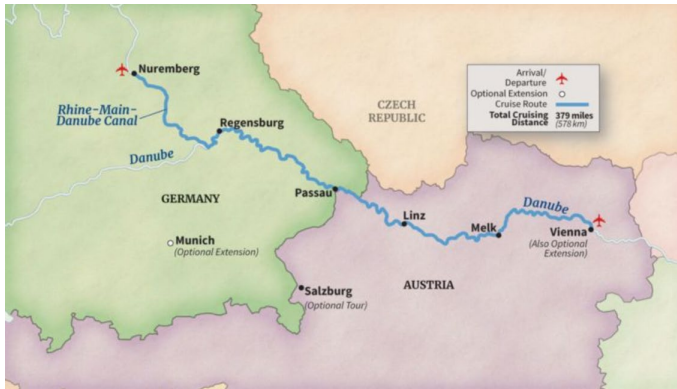 Nuremberg
Rhine–Main–
Danube Canal
Regensburg
Danube
CZECH
REPUBLIC
Arrival/
Departure
Optional Extension
Cruise Route
Total Cruising 379 miles
Distance (578 km)
Passau
GERMANY
Linz
Danube
Melk
Vienna
(Also Optional
Extension)
Munich
(Optional Extension)
Salzburg
(Optional Tour)
AUSTRIA